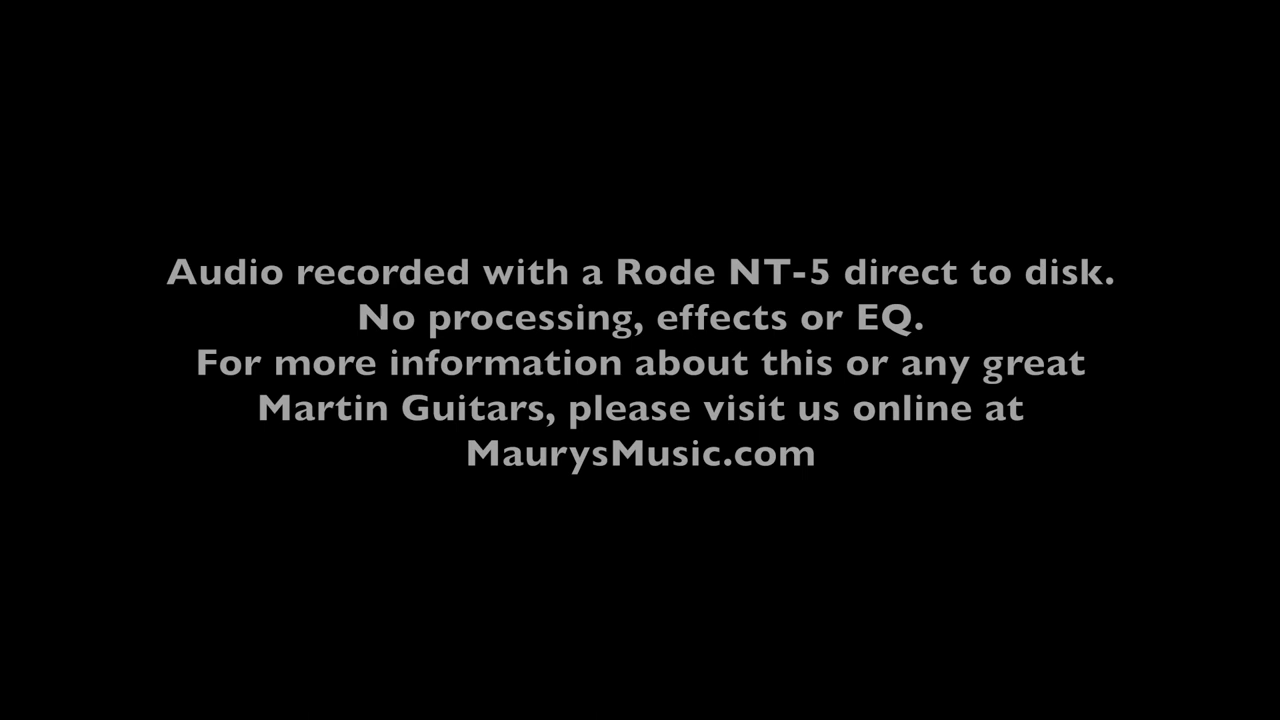 Audio recorded with a Rode NT-5 direct to disk.
No processing, effects or EQ.
For more information about this or any great
Martin Guitars, please visit us online at
MaurysMusic.com